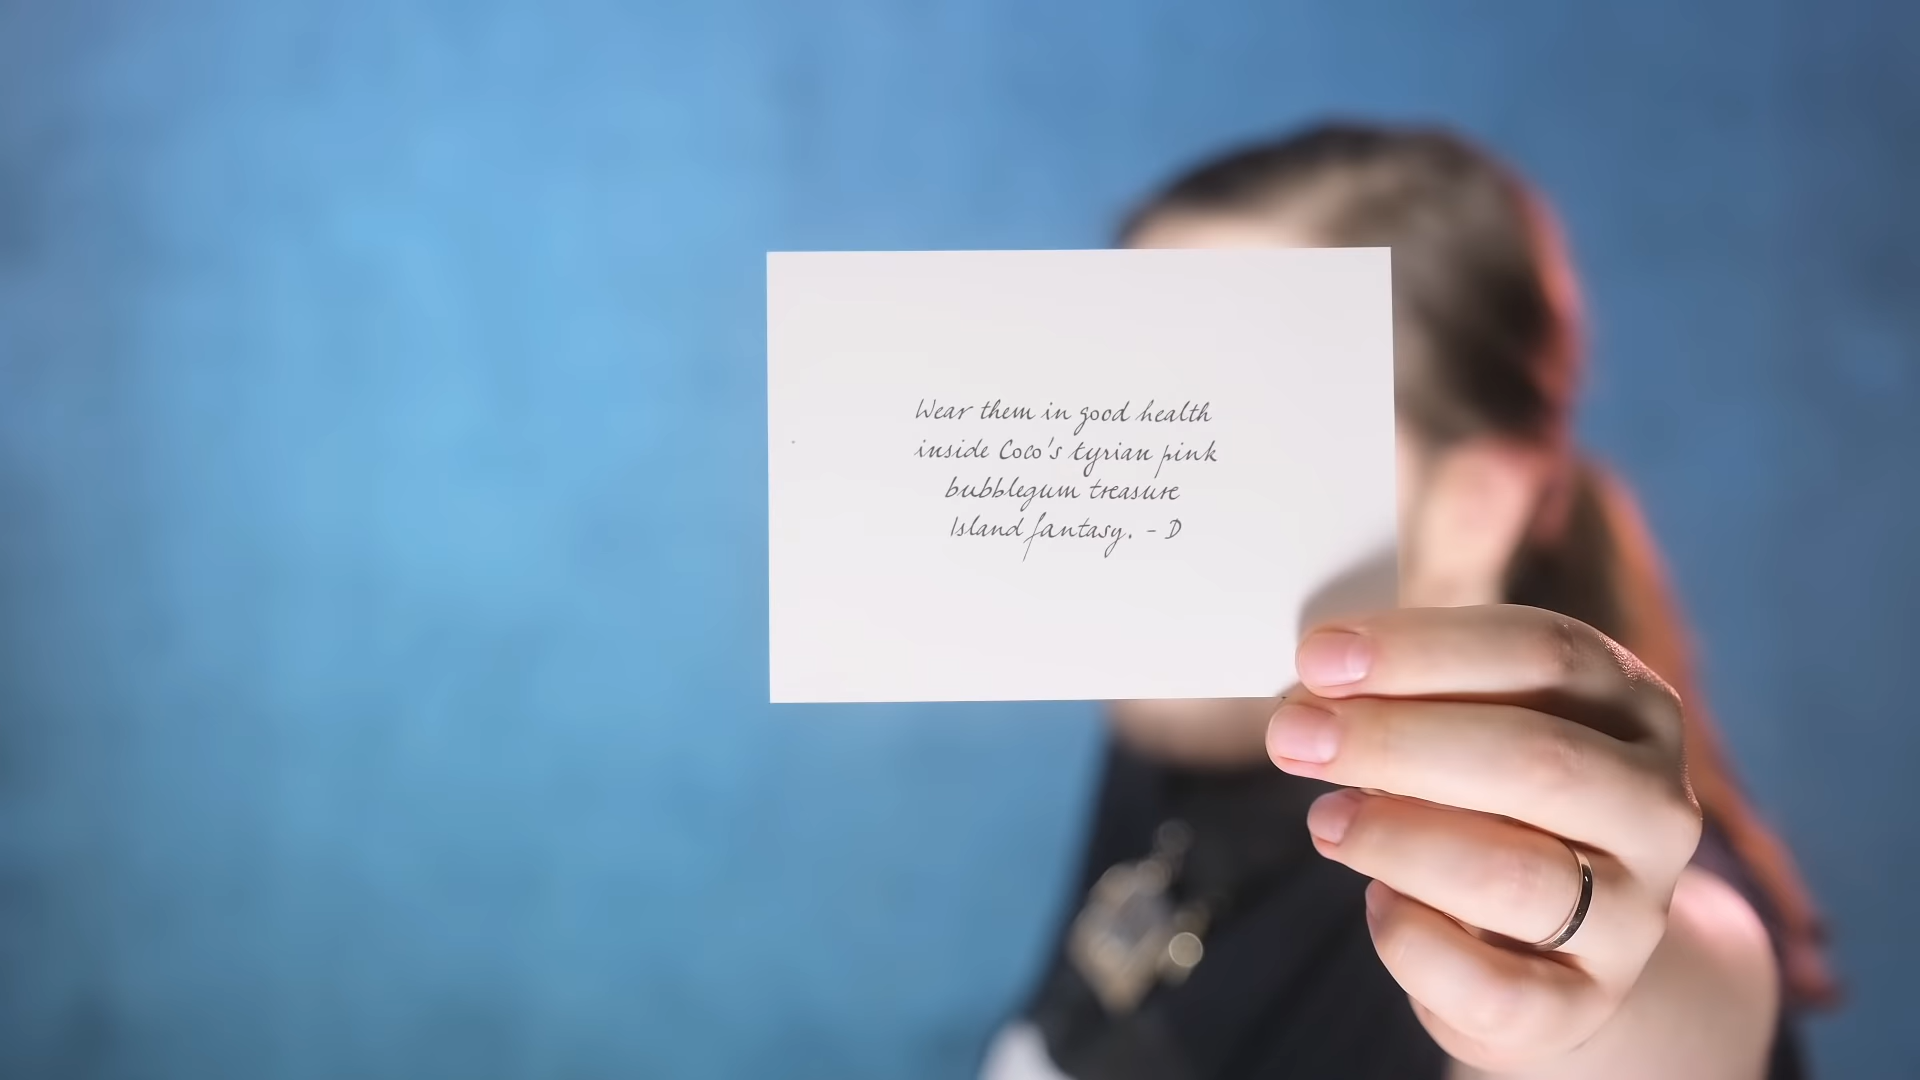 Wear them in good health
inside Coco's tyrian pink
bubblegum treasure
Island fantasy. - D